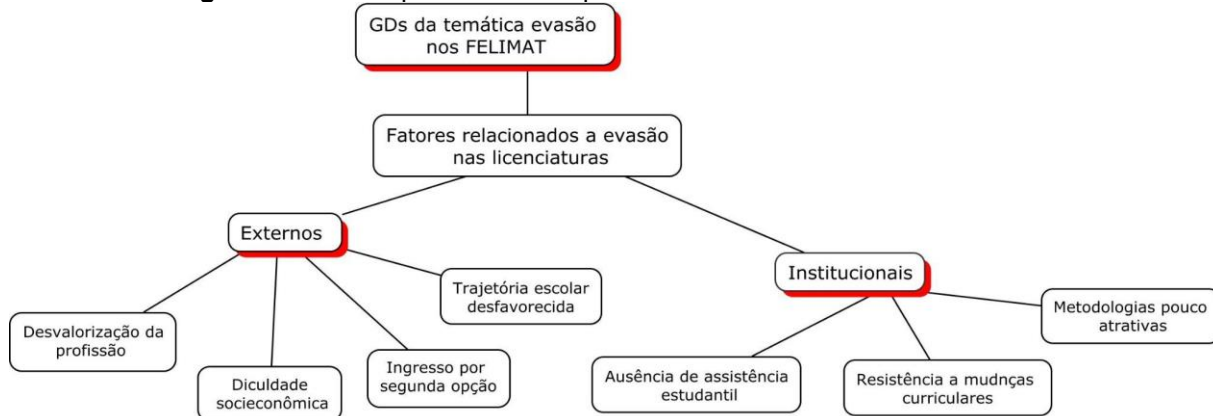 GDs da temática evasão
nos FELIMAT
Fatores relacionados a evasão
nas licenciaturas
Externos
Institucionais
Trajetória escolar
desfavorecida
Metodologias pouco
atrativas
Desvalorização da
profissão
Diculdade
socieconômica
Ingresso por
segunda opção
Ausência de assistência
estudantil
Resistência a mudnças
curriculares